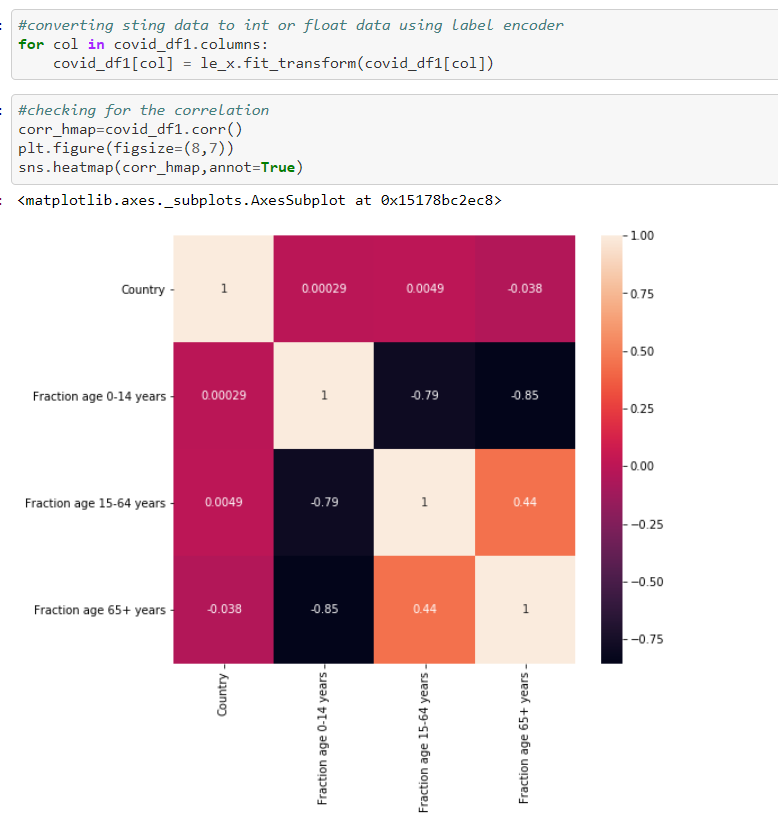 :
#converting sting data to int or float data using label encoder
for col in covid_df1.columns:
    covid_df1[col] = le_x.fit_transform(covid_df1[col])
:
#checking for the correlation
corr_hmap=covid_df1.corr()
plt.figure(figsize=(8,7))
sns.heatmap(corr_hmap,annot=True)
: <matplotlib.axes._subplots.AxesSubplot at 0x15178bc2ec8>
Country 1 0.00029 0.0049 -0.038
Fraction age 0-14 years 0.00029 1 -0.79 -0.85
Fraction age 15-64 years 0.0049 -0.79 1 0.44
Fraction age 65+ years -0.038 -0.85 0.44 1
Country
Fraction age 0-14 years
Fraction age 15-64 years
Fraction age 65+ years
1.00
0.75
0.50
0.25
0.00
−0.25
−0.50
−0.75